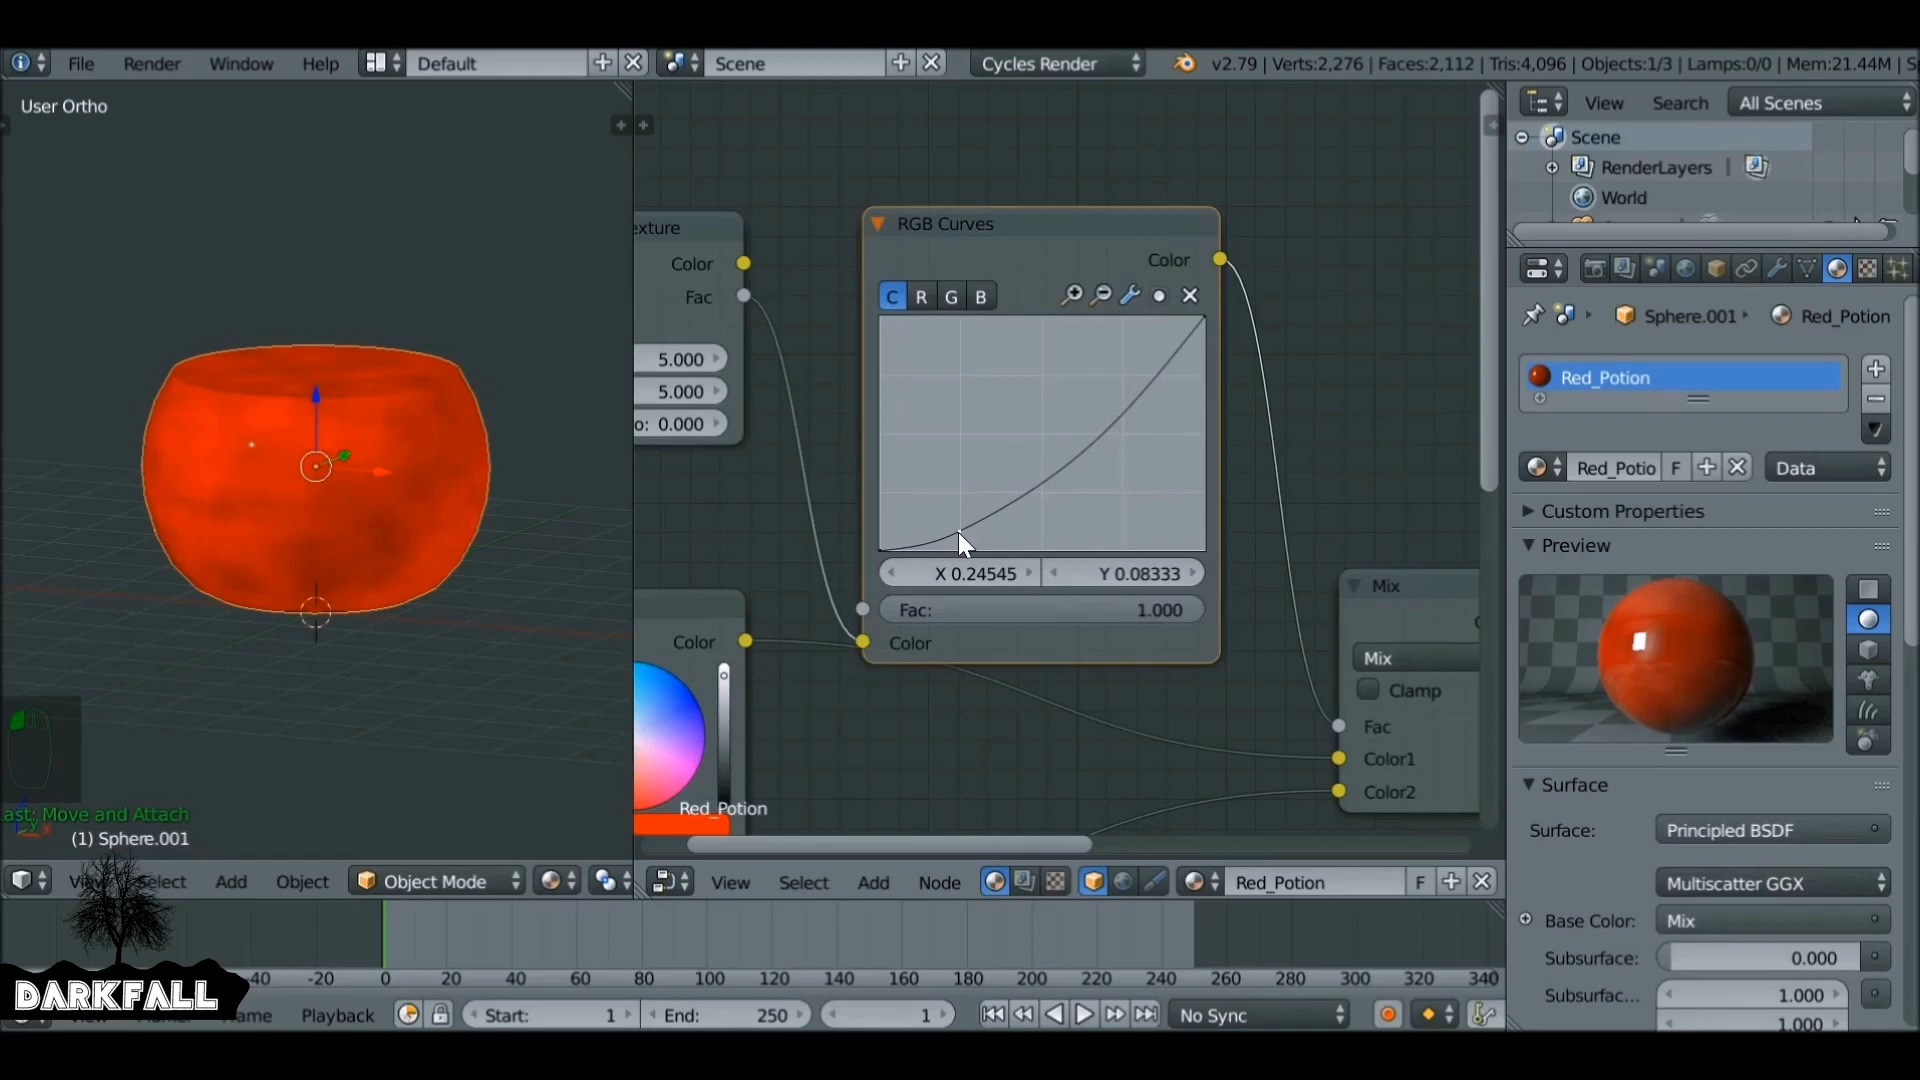 File Render Window Help Default Scene Cycles Render v2.79 | Verts:2,276 | Faces:2,112 | Tris:4,096 | Objects:1/3 | Lamps:0/0 | Mem:21.44M |
User Ortho
View Search All Scenes
Scene
RenderLayers |
World
exture
Color
Fac
5.000
5.000
o: 0.000
RGB Curves
Color
C R G B
X 0.24545 Y 0.08333
Fac: 1.000
Color
Color
Red_Potion
Mix
Mix
Clamp
Fac
Color1
Color2
Sphere.001 Red_Potion
Red_Potion
Red_Potio F Data
Custom Properties
Preview
Surface
Surface: Principled BSDF
Multiscatter GGX
Base Color: Mix
Subsurface: 0.000
Subsurfac... 1.000
1.000
ast: Move and Attach
(1) Sphere.001
Select Add Object Object Mode
View Select Add Node Red_Potion F
-40 -20 0 20 40 60 80 100 120 140 160 180 200 220 240 260 280 300 320 340
DARKFALL
Playback Start: 1 End: 250 1 No Sync